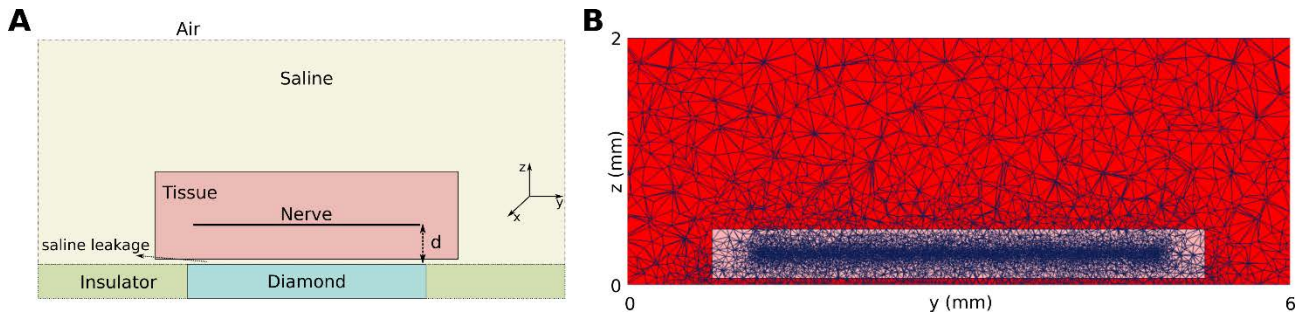 A
Air
Saline
Tissue
Nerve
d
z
y
x
saline leakage
Insulator
Diamond
B
2
z (mm)
0
0
y (mm)
6